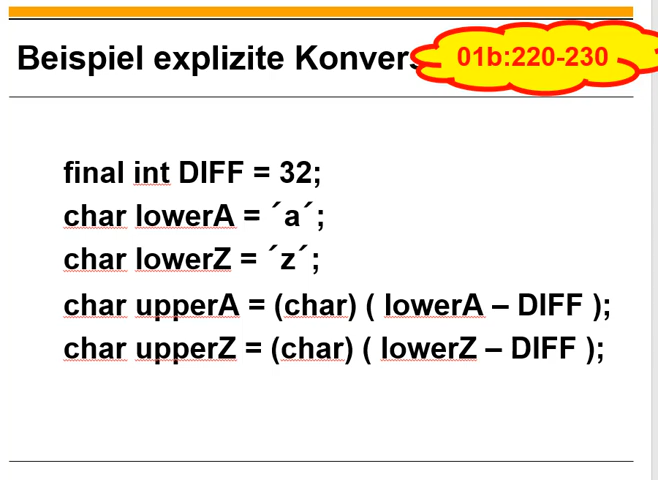 Beispiel explizite Konvers
01b:220-230
final int DIFF = 32;
char lowerA = ´a´;
char lowerZ = ´z´;
char upperA = (char) ( lowerA – DIFF );
char upperZ = (char) ( lowerZ – DIFF );